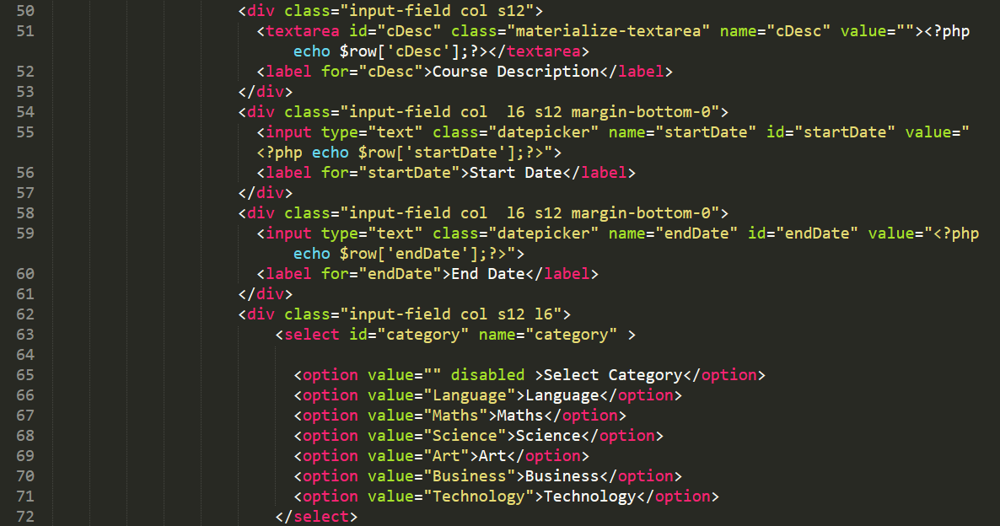 50 <div class="input-field col s12">
51 <textarea id="cDesc" class="materialize-textarea" name="cDesc" value=""><?php
echo $row['cDesc'];?></textarea>
52 <label for="cDesc">Course Description</label>
53 </div>
54 <div class="input-field col  l6 s12 margin-bottom-0">
55 <input type="text" class="datepicker" name="startDate" id="startDate" value="
<?php echo $row['startDate'];?>">
56 <label for="startDate">Start Date</label>
57 </div>
58 <div class="input-field col  l6 s12 margin-bottom-0">
59 <input type="text" class="datepicker" name="endDate" id="endDate" value="<?php
echo $row['endDate'];?>">
60 <label for="endDate">End Date</label>
61 </div>
62 <div class="input-field col s12 l6">
63 <select id="category" name="category" >
64
65 <option value="" disabled >Select Category</option>
66 <option value="Language">Language</option>
67 <option value="Maths">Maths</option>
68 <option value="Science">Science</option>
69 <option value="Art">Art</option>
70 <option value="Business">Business</option>
71 <option value="Technology">Technology</option>
72 </select>